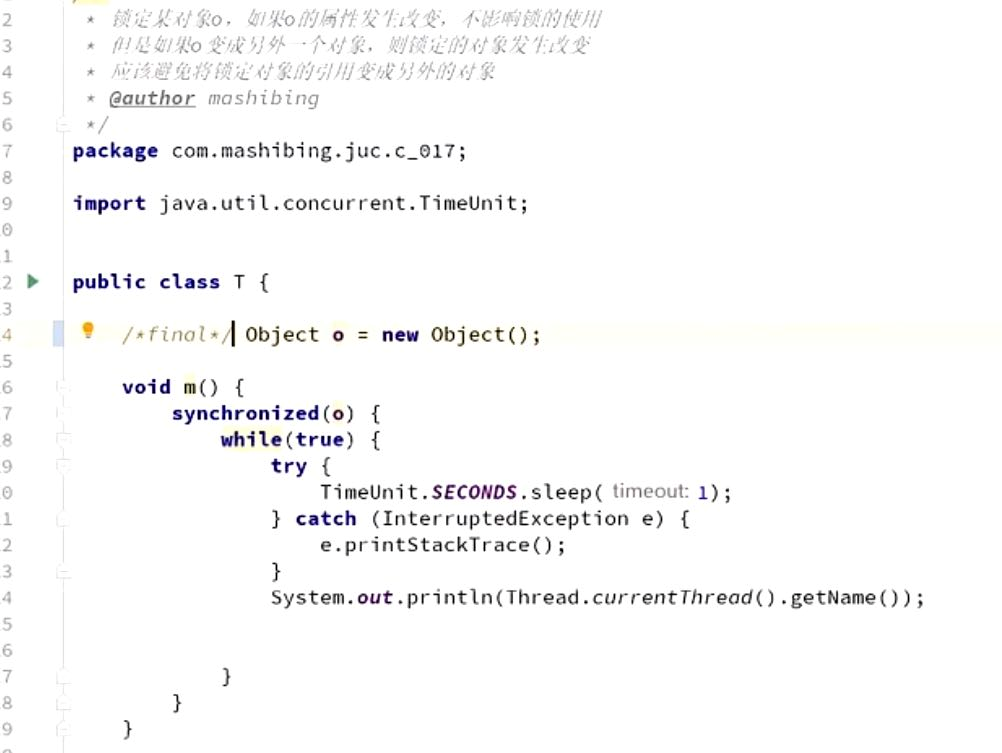 2 * 锁定某对象o，如果o的属性发生改变，不影响锁的使用
3 * 但是如果o变成另外一个对象，则锁定的对象发生改变
4 * 应该避免将锁定对象的引用变成另外的对象
5 * @author mashibing
6 */
7 package com.mashibing.juc.c_017;
8
9 import java.util.concurrent.TimeUnit;
0
1
2 public class T {
3
4 /*final*/ Object o = new Object();
5
6 void m() {
7 synchronized(o) {
8 while(true) {
9 try {
0 TimeUnit.SECONDS.sleep( timeout: 1);
1 } catch (InterruptedException e) {
2 e.printStackTrace();
3 }
4 System.out.println(Thread.currentThread().getName());
5
6
7 }
8 }
9 }